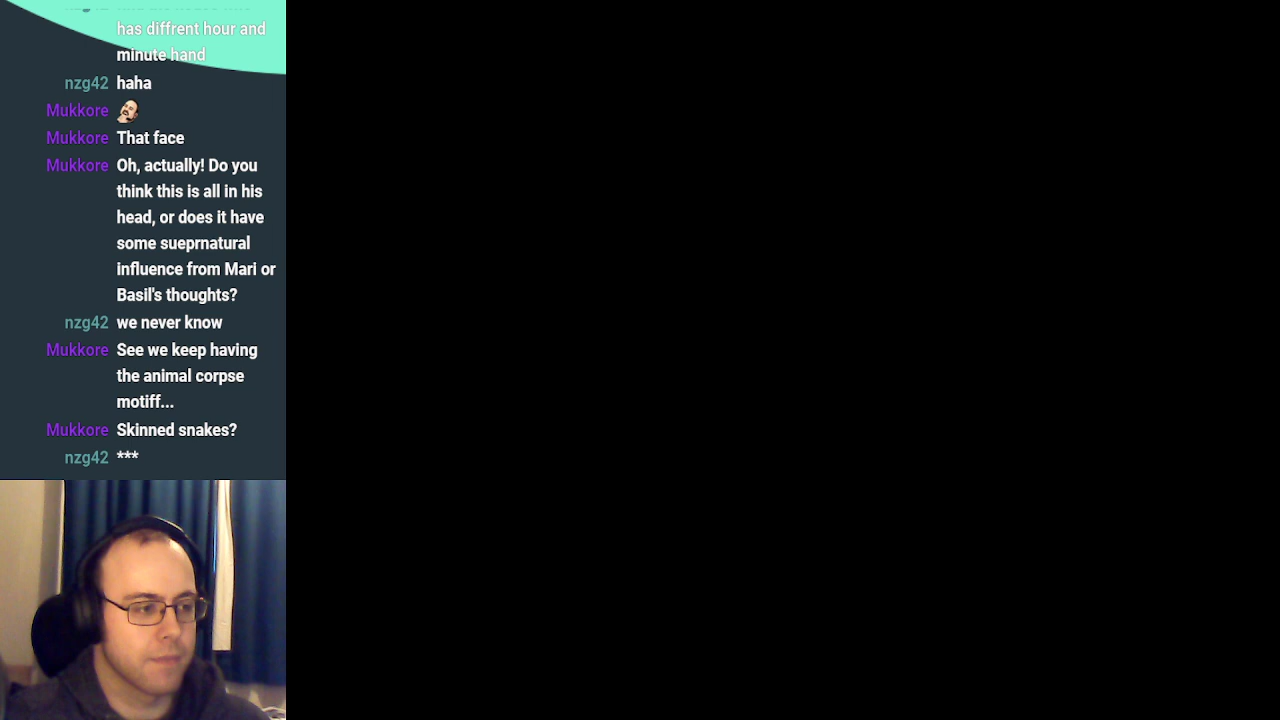 has diffrent hour and
minute hand
nzg42 haha
Mukkore
Mukkore That face
Mukkore Oh, actually! Do you
think this is all in his
head, or does it have
some sueprnatural
influence from Mari or
Basil's thoughts?
nzg42 we never know
Mukkore See we keep having
the animal corpse
motiff...
Mukkore Skinned snakes?
nzg42 ***